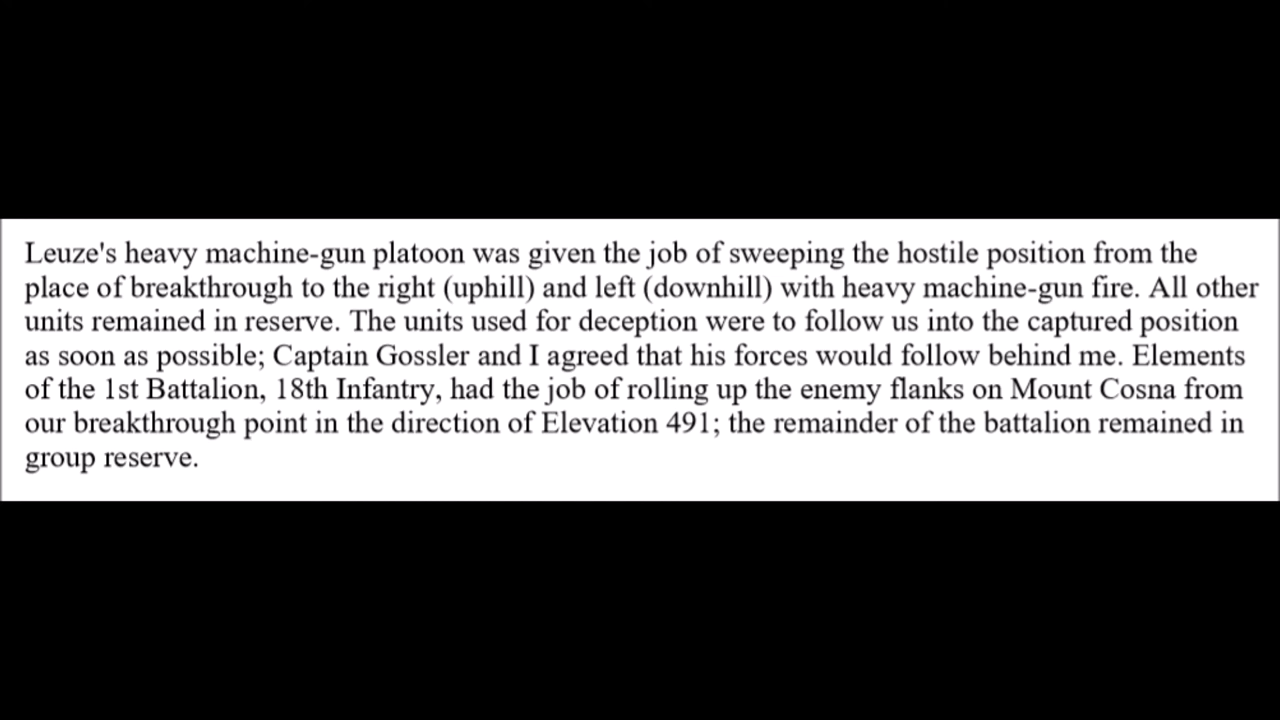 Leuze's heavy machine-gun platoon was given the job of sweeping the hostile position from the
place of breakthrough to the right (uphill) and left (downhill) with heavy machine-gun fire. All other
units remained in reserve. The units used for deception were to follow us into the captured position
as soon as possible; Captain Gossler and I agreed that his forces would follow behind me. Elements
of the 1st Battalion, 18th Infantry, had the job of rolling up the enemy flanks on Mount Cosna from
our breakthrough point in the direction of Elevation 491; the remainder of the battalion remained in
group reserve.